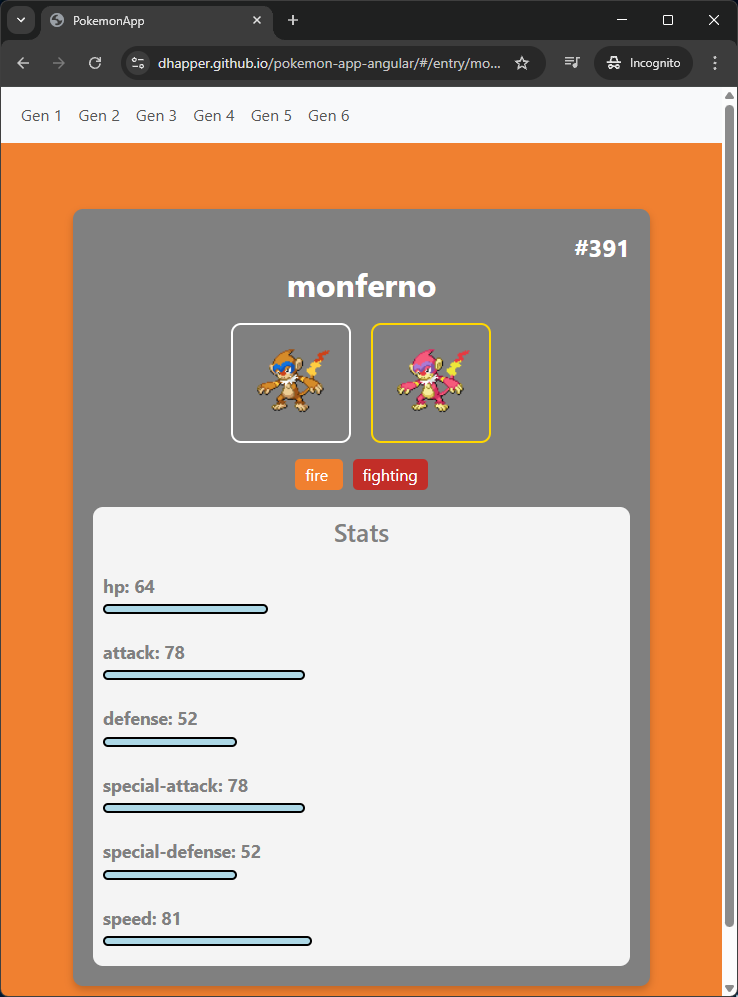 PokemonApp
dhapper.github.io/pokemon-app-angular/#/entry/mo...
Incognito
Gen 1 Gen 2 Gen 3 Gen 4 Gen 5 Gen 6
#391
monferno
fire fighting
Stats
hp: 64
attack: 78
defense: 52
special-attack: 78
special-defense: 52
speed: 81